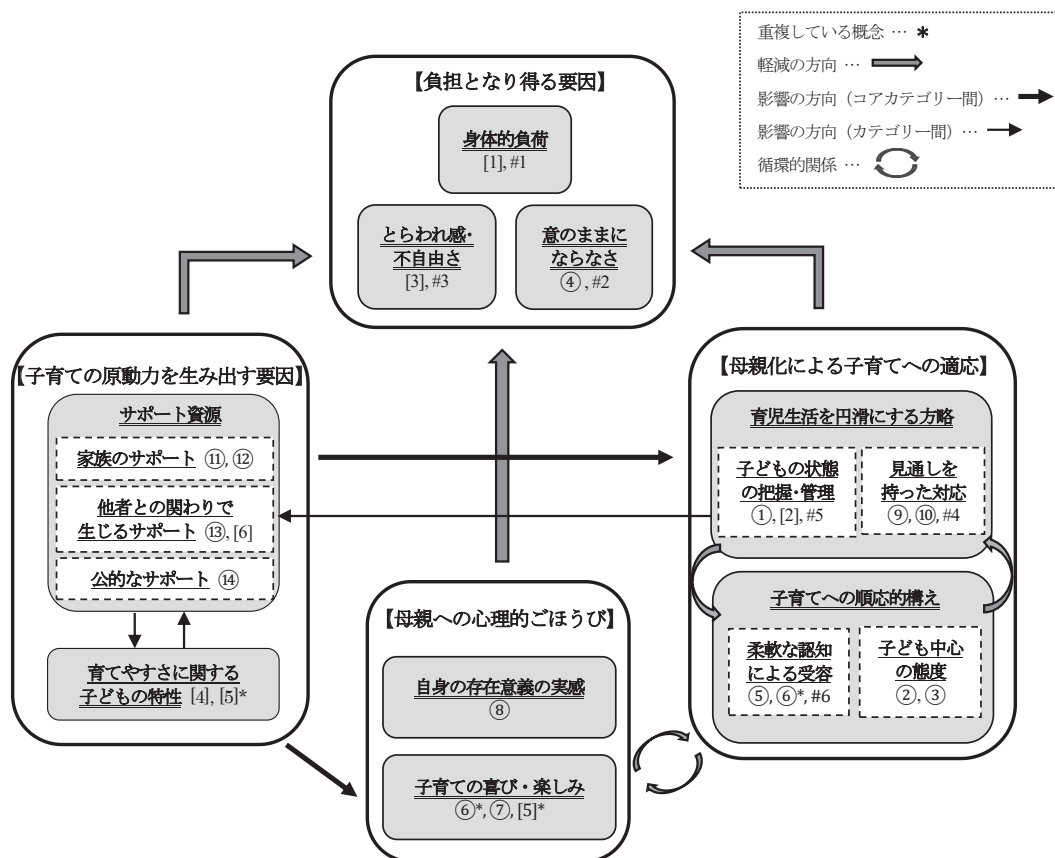 重複している概念 … *
軽減の方向 …
影響の方向（コアカテゴリー間）…
影響の方向（カテゴリー間）…
循環的関係 …
【負担となり得る要因】
身体的負荷
[1], #1
とらわれ感・
不自由さ
[3], #3
意のままに
ならなさ
④, #2
【子育ての原動力を生み出す要因】
サポート資源
家族のサポート ⑪, ⑫
他者との関わりで
生じるサポート ⑬, [6]
公的なサポート ⑭
育てやすさに関する
子どもの特性 [4], [5]*
【母親化による子育てへの適応】
育児生活を円滑にする方略
子どもの状態
の把握・管理
①, [2], #5
見通しを
持った対応
⑨, ⑩, #4
子育てへの順応的構え
柔軟な認知
による受容
⑤, ⑥*, #6
子ども中心
の態度
②, ③
【母親への心理的ごほうび】
自身の存在意義の実感
⑧
子育ての喜び・楽しみ
⑥*, ⑦, [5]*